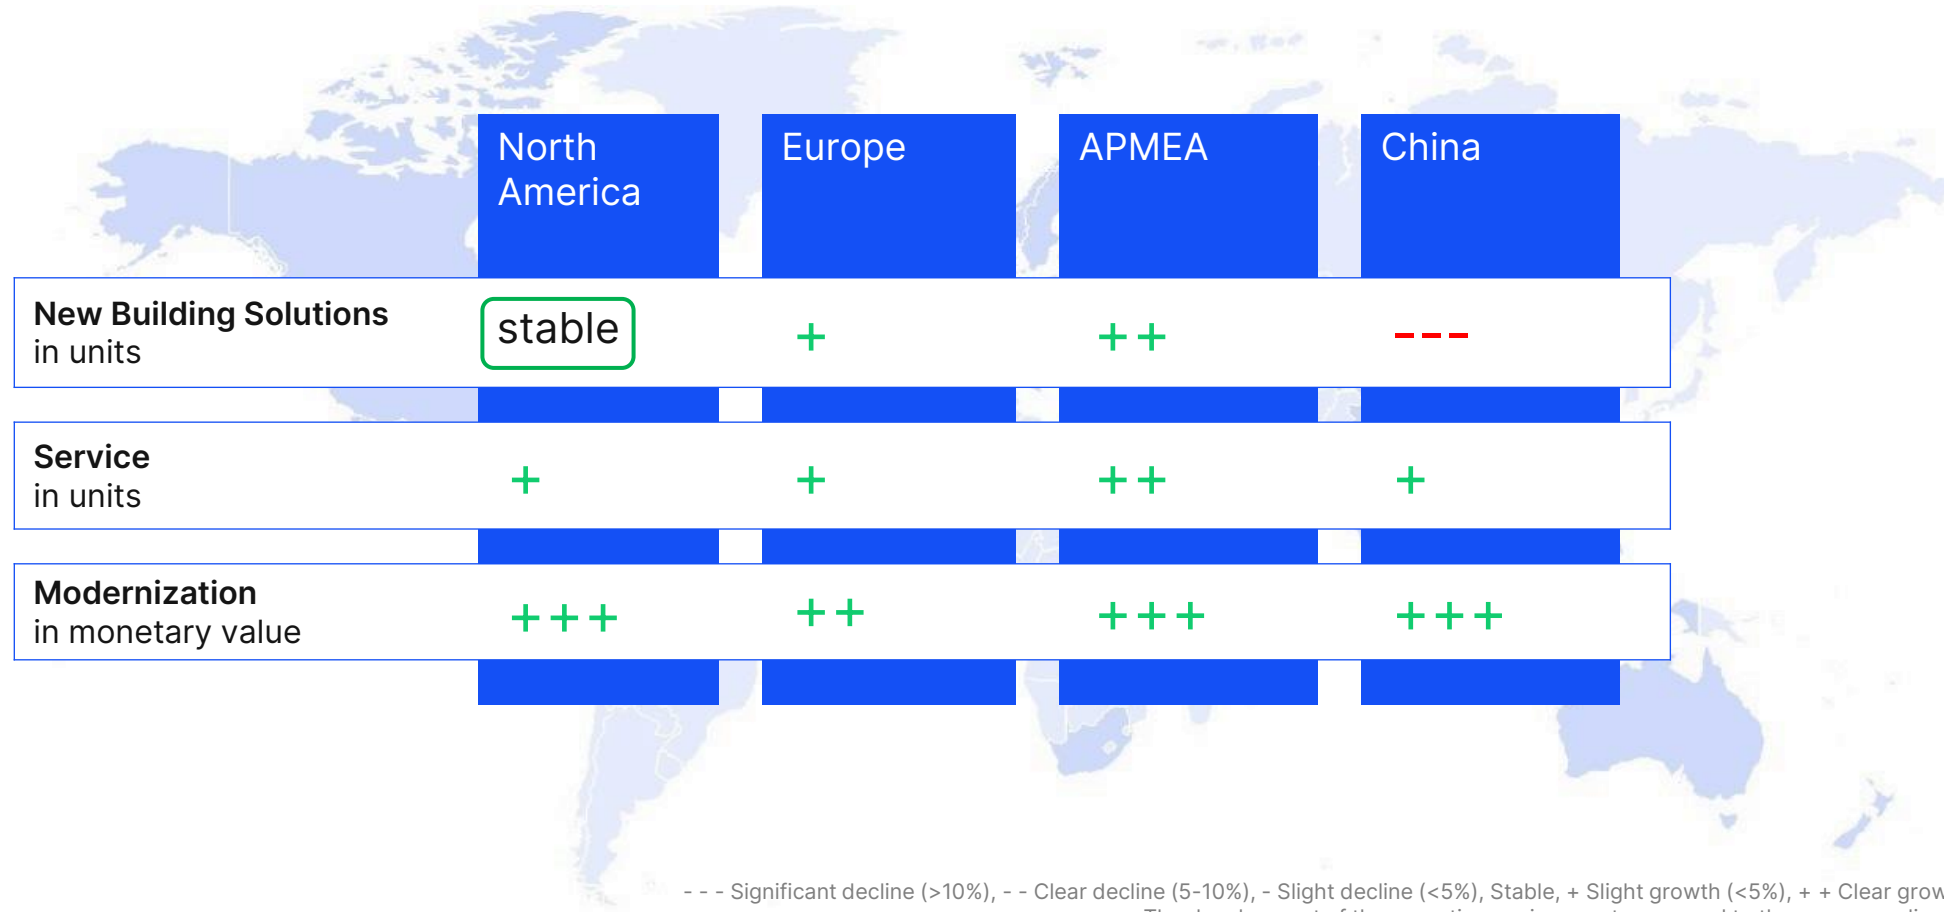 North
America
Europe
APMEA
China
New Building Solutions
in units
stable
+
++
---
Service
in units
+
+
++
+
Modernization
in monetary value
+++
++
+++
+++
- - - Significant decline (>10%), - - Clear decline (5-10%), - Slight decline (<5%), Stable, + Slight growth (<5%), + + Clear